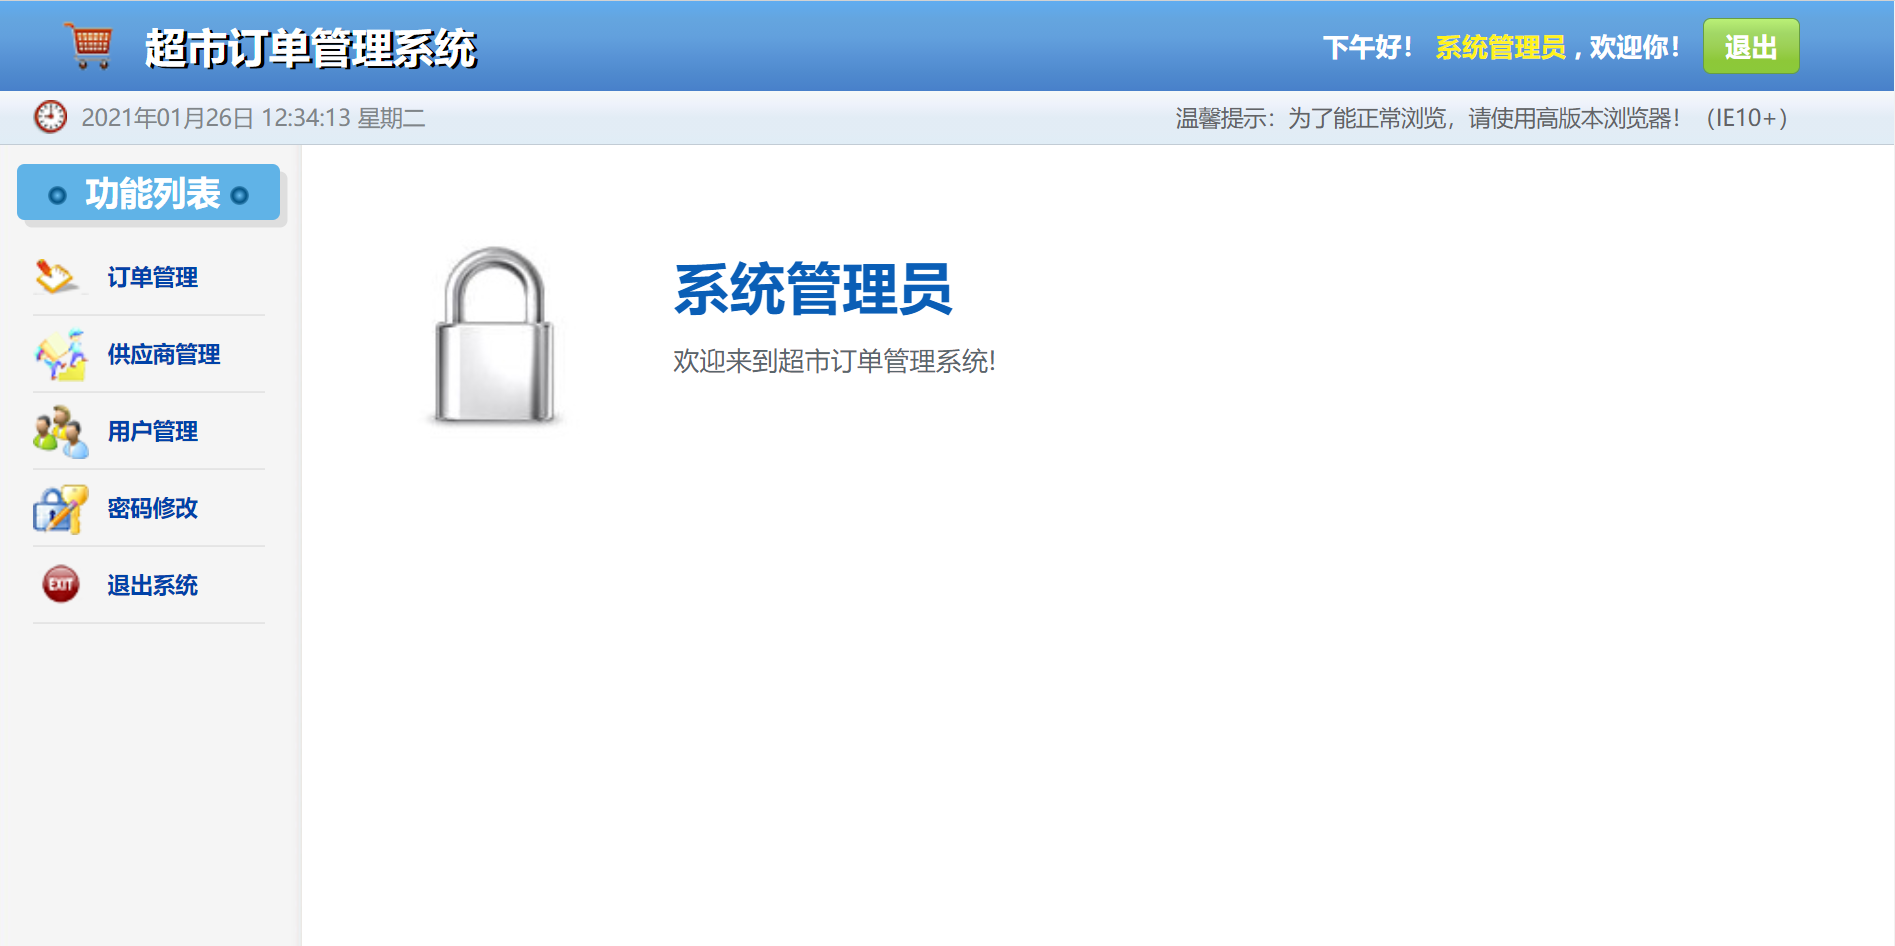 超市订单管理系统
下午好！ 系统管理员 , 欢迎你！ 退出
2021年01月26日 12:34:13 星期二
温馨提示：为了能正常浏览，请使用高版本浏览器！（IE10+）
功能列表
订单管理
供应商管理
用户管理
密码修改
EXIT 退出系统
系统管理员
欢迎来到超市订单管理系统!